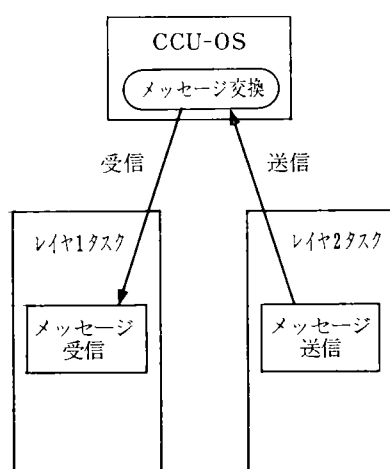 CCU-OS
メッセージ交換
受信
送信
レイヤ1タスク
レイヤ2タスク
メッセージ
受信
メッセージ
送信